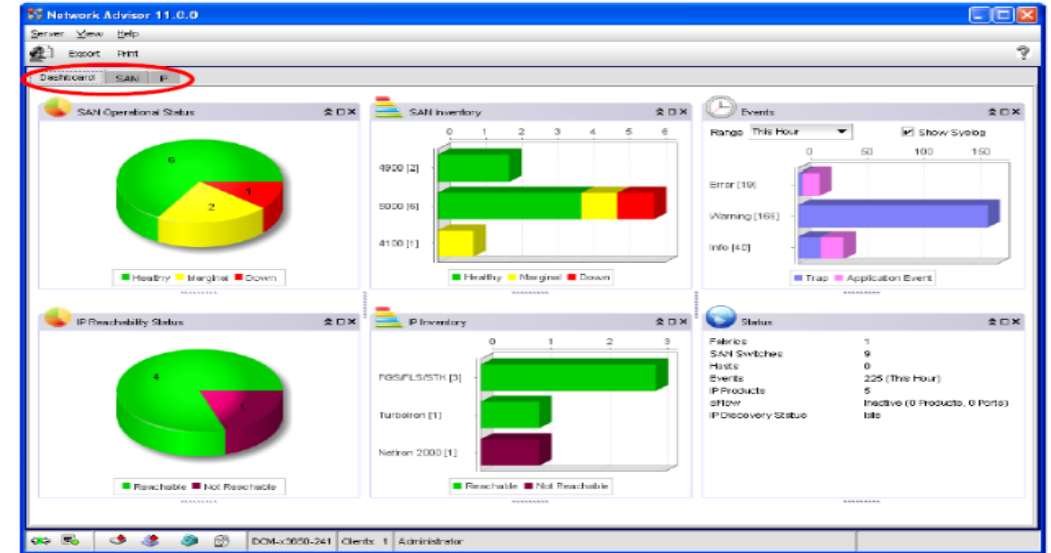 Network Advisor 11.0.0
Server View Help
Export Print
Dashboard SAN IP
SAN Operational Status
6
1
2
Healthy Marginal Down
SAN Inventory
0 1 2 3 4 5 6
4900 [2]
5000 [6]
4100 [1]
Healthy Marginal Down
Events
Range This Hour Show Syslog
0 50 100 150
Error [19]
Warning [166]
Info [40]
Trap Application Event
IP Reachability Status
4
1
Reachable Not Reachable
IP Inventory
0 1 2 3
FGS/FLS/STK [3]
TurboIron [1]
NetIron 2000 [1]
Reachable Not Reachable
Status
Fabrics 1
SAN Switches 9
Hosts 0
Events 225 (This Hour)
IP Products 5
sFlow Inactive (0 Products, 0 Ports)
IP Discovery Status Idle
DCM-x3650-241 Clients 1 Administrator